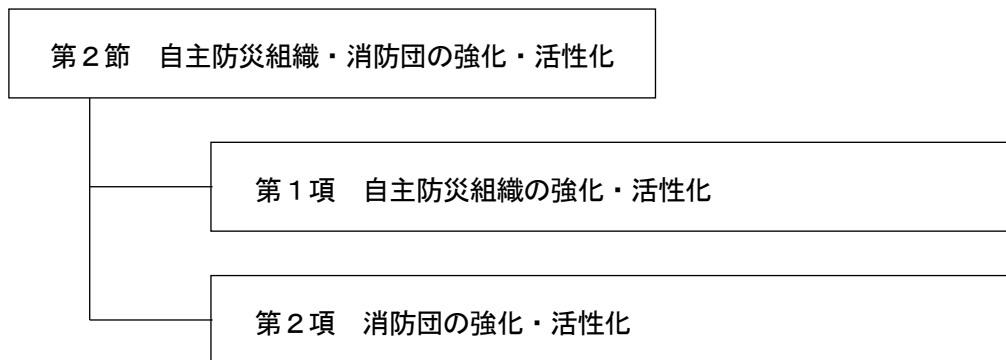 第２節　自主防災組織・消防団の強化・活性化
第１項　自主防災組織の強化・活性化
第２項　消防団の強化・活性化